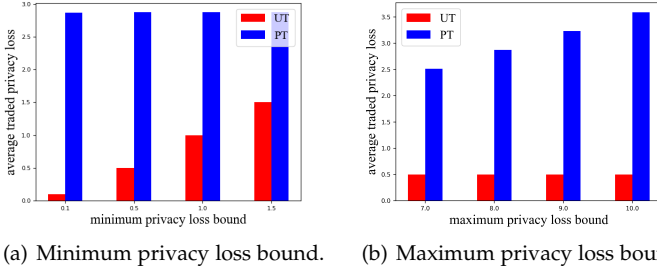 average traded privacy loss
3.0
2.5
2.0
1.5
1.0
0.5
0.0
UT
PT
0.1 0.5 1.0 1.5
minimum privacy loss bound
(a) Minimum privacy loss bound.
average traded privacy loss
3.5
3.0
2.5
2.0
1.5
1.0
0.5
0.0
UT
PT
7.0 8.0 9.0 10.0
maximum privacy loss bound
(b) Maximum privacy loss boun